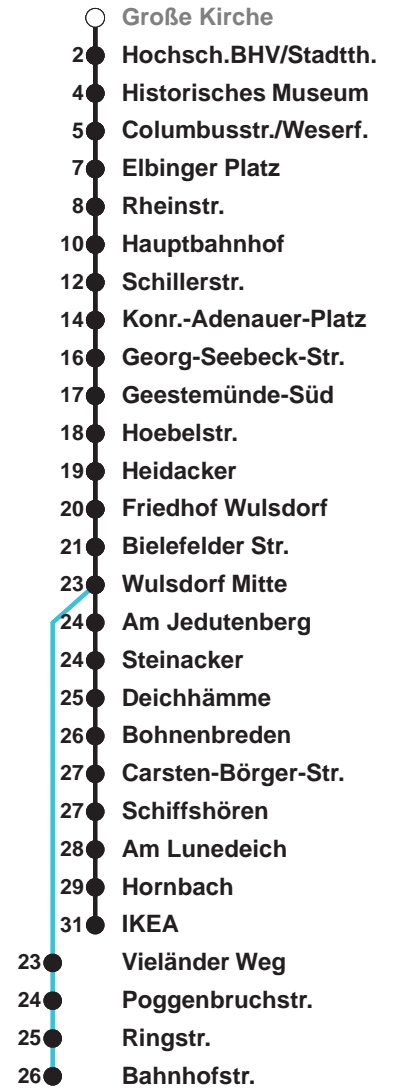 Große Kirche
2 Hochsch.BHV/Stadtth.
4 Historisches Museum
5 Columbusstr./Weserf.
7 Elbinger Platz
8 Rheinstr.
10 Hauptbahnhof
12 Schillerstr.
14 Konr.-Adenauer-Platz
16 Georg-Seebeck-Str.
17 Geestemünde-Süd
18 Hoebelstr.
19 Heidacker
20 Friedhof Wulsdorf
21 Bielefelder Str.
23 Wulsdorf Mitte
24 Am Jedutenberg
24 Steinacker
25 Deichhämme
26 Bohnenbreden
27 Carsten-Börger-Str.
27 Schiffshören
28 Am Lunedeich
29 Hornbach
31 IKEA
23 Vieländer Weg
24 Poggenbruchstr.
25 Ringstr.
26 Bahnhofstr.